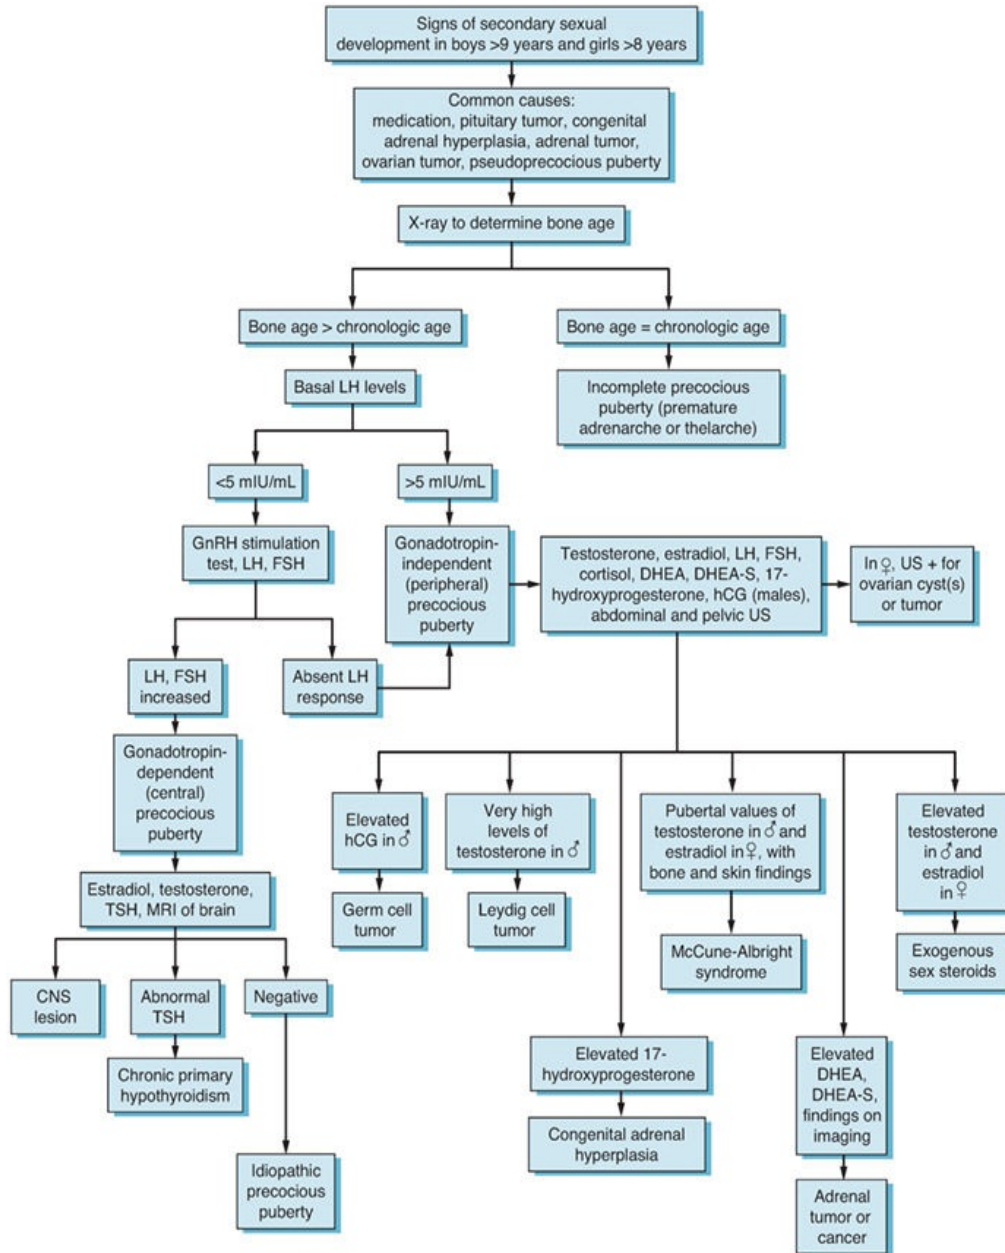 Signs of secondary sexual
development in boys >9 years and girls >8 years
Common causes:
medication, pituitary tumor, congenital
adrenal hyperplasia, adrenal tumor,
ovarian tumor, pseudoprecocious puberty
X-ray to determine bone age
Bone age > chronologic age
Bone age = chronologic age
Basal LH levels
Incomplete precocious
puberty (premature
adrenarche or thelarche)
<5 mIU/mL
>5 mIU/mL
GnRH stimulation
test, LH, FSH
Gonadotropin-
independent
(peripheral)
precocious
puberty
Testosterone, estradiol, LH, FSH,
cortisol, DHEA, DHEA-S, 17-
hydroxyprogesterone, hCG (males),
abdominal and pelvic US
In ♀, US + for
ovarian cyst(s)
or tumor
LH, FSH
increased
Absent LH
response
Gonadotropin-
dependent
(central)
precocious
puberty
Elevated
hCG in ♂
Very high
levels of
testosterone in ♂
Pubertal values of
testosterone in ♂ and
estradiol in ♀, with
bone and skin findings
Elevated
testosterone
in ♂ and
estradiol
in ♀
Estradiol, testosterone,
TSH, MRI of brain
Germ cell
tumor
Leydig cell
tumor
McCune-Albright
syndrome
Exogenous
sex steroids
CNS
lesion
Abnormal
TSH
Negative
Chronic primary
hypothyroidism
Elevated 17-
hydroxyprogesterone
Elevated
DHEA,
DHEA-S,
findings on
imaging
Congenital adrenal
hyperplasia
Idiopathic
precocious
puberty
Adrenal
tumor or
cancer